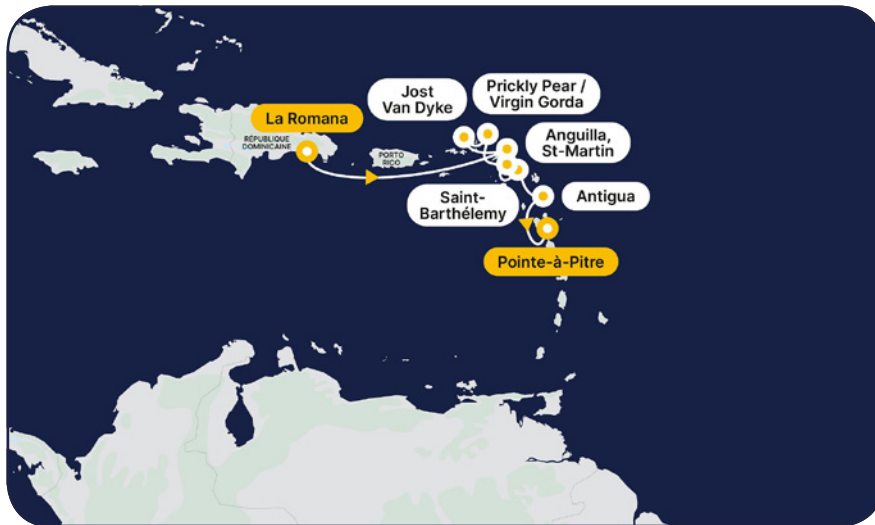 Jost
Van Dyke
Prickly Pear /
Virgin Gorda
La Romana
Anguilla,
St-Martin
RÉPUBLIQUE
DOMINICAINE
PORTO
RICO
Saint-
Barthélemy
Antigua
Pointe-à-Pitre